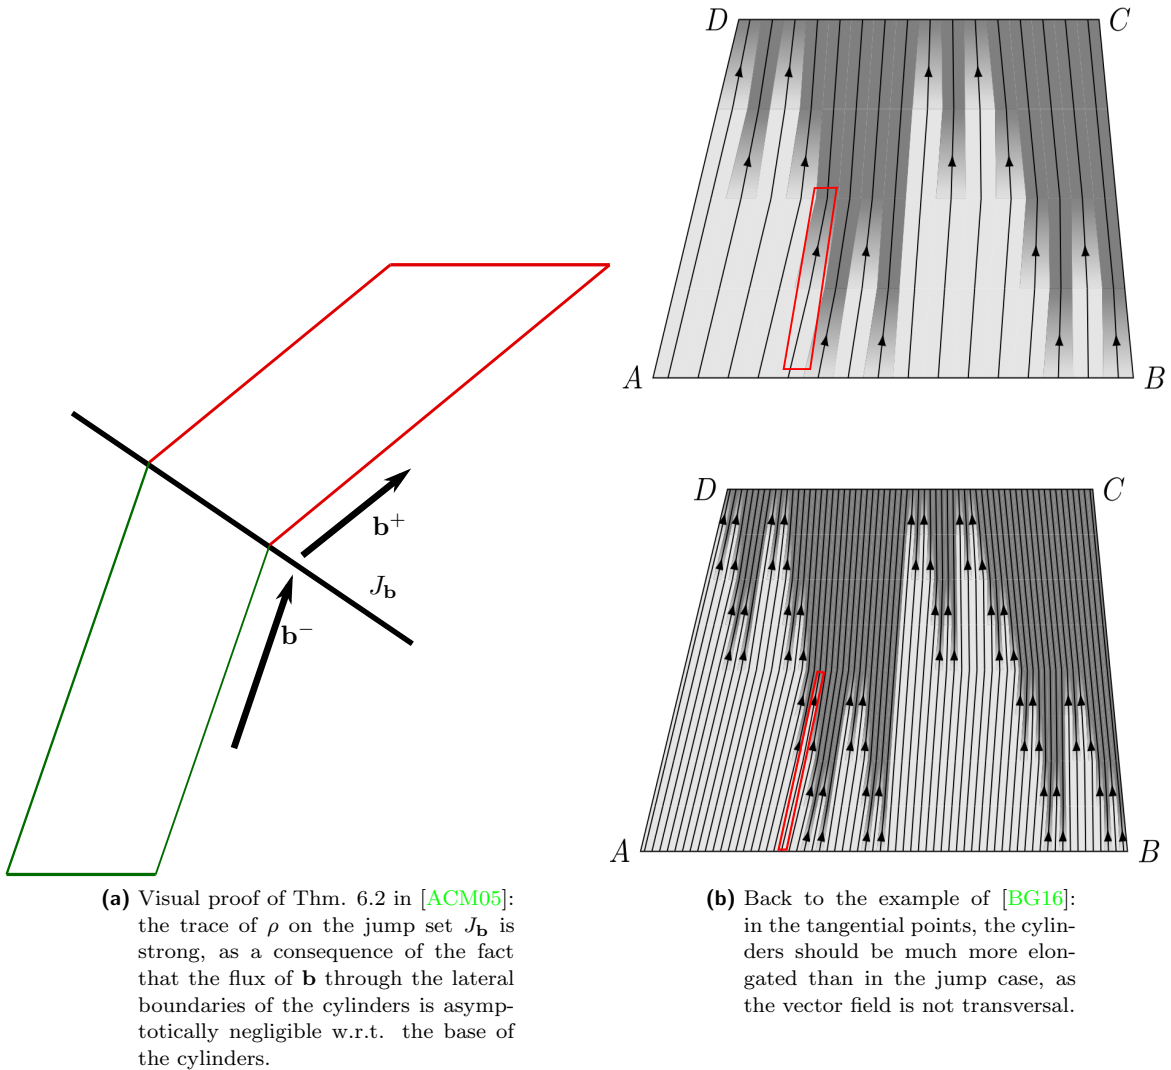 b⁺
J_b
b⁻
(a) Visual proof of Thm. 6.2 in [ACM05]:
the trace of ρ on the jump set J_b is
strong, as a consequence of the fact
that the flux of b through the lateral
boundaries of the cylinders is asymp-
totically negligible w.r.t. the base of
the cylinders.
D
C
A
B
D
C
A
B
(b) Back to the example of [BG16]:
in the tangential points, the cylin-
ders should be much more elon-
gated than in the jump case, as
the vector field is not transversal.